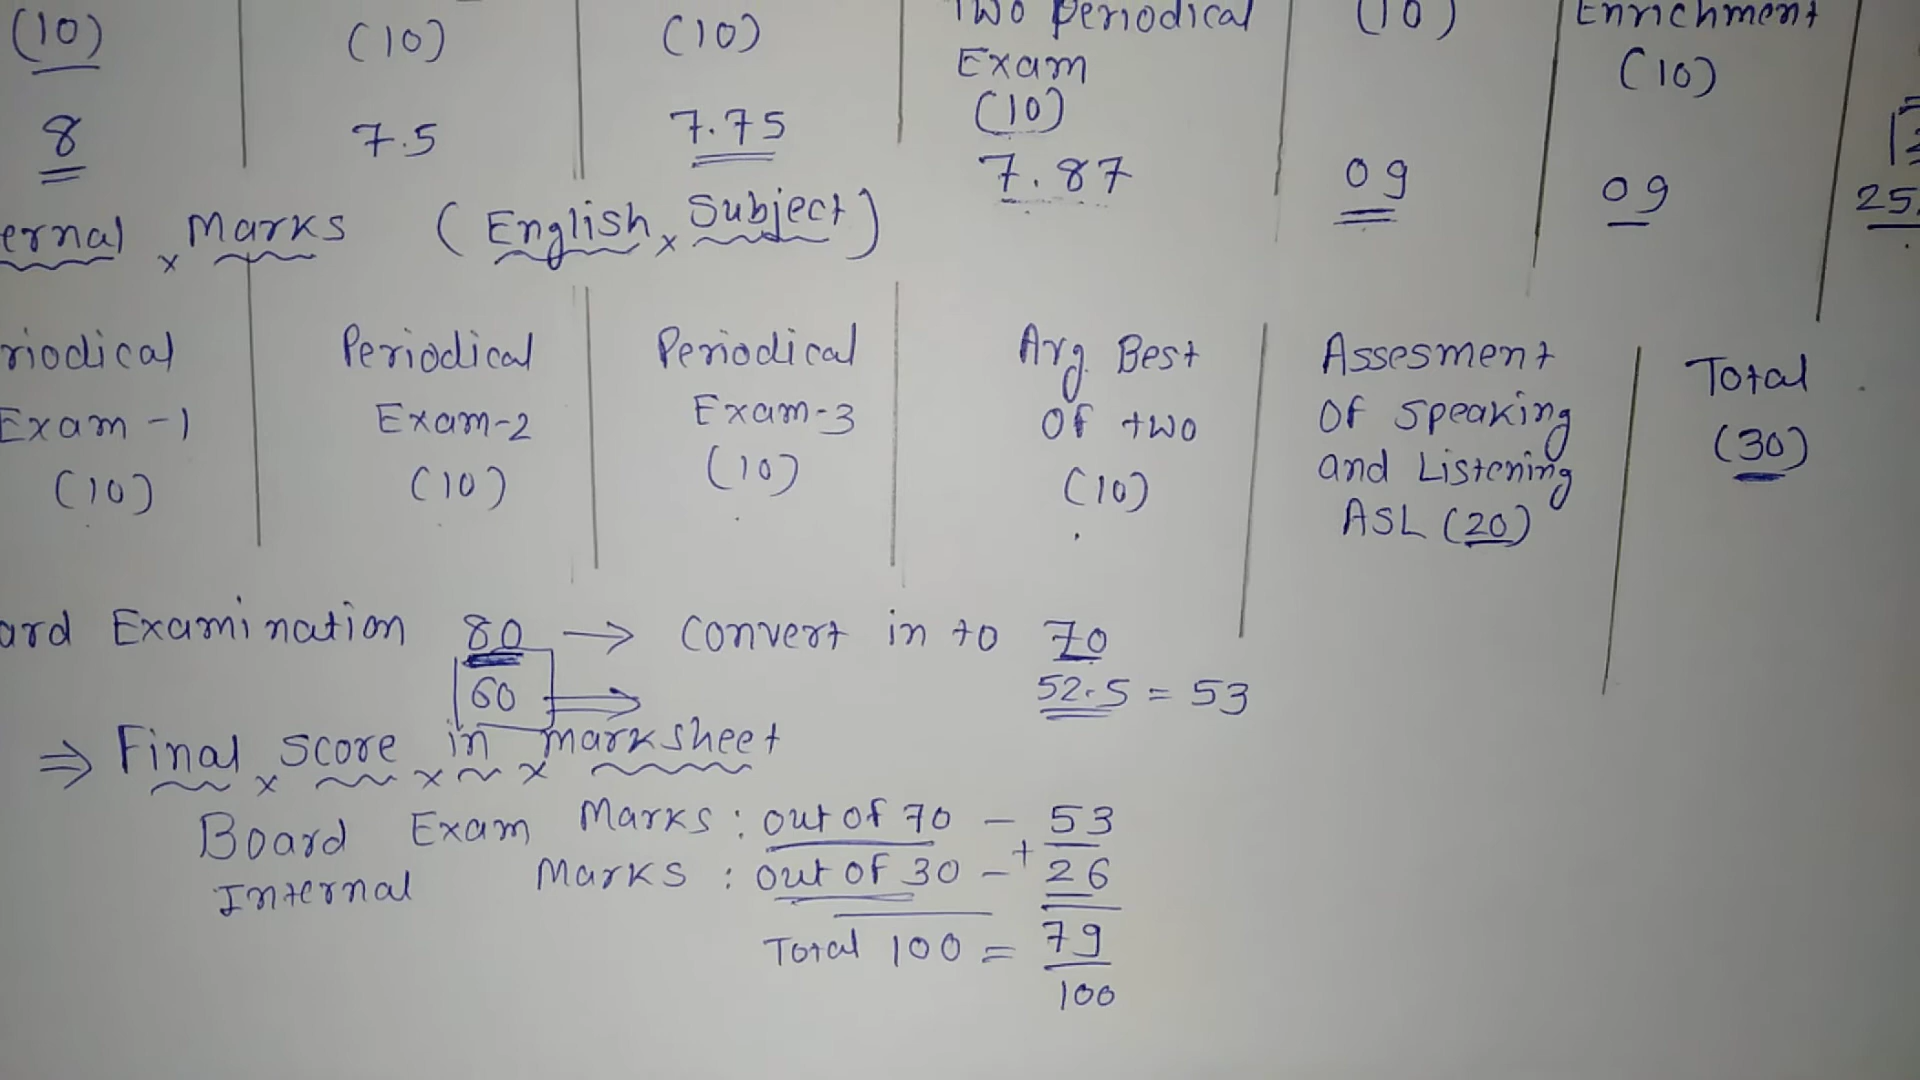 (10) (10) (10) Two Periodical (10) Enrichment
Exam (10)
(10)
8 7.5 7.75 7.87 09 09 25.
ernal Marks (English Subject)
riodical Periodical Periodical Avg. Best Assesment Total
Exam-1 Exam-2 Exam-3 Of two Of Speaking (30)
(10) (10) (10) (10) and Listening
ASL (20)
ard Examination 80 → Convert in to 70
60 ⇒ 52.5 = 53
⇒ Final Score in marksheet
Board Exam Marks : out of 70 - 53
Internal Marks : out of 30 - + 26
Total 100 = 79
100